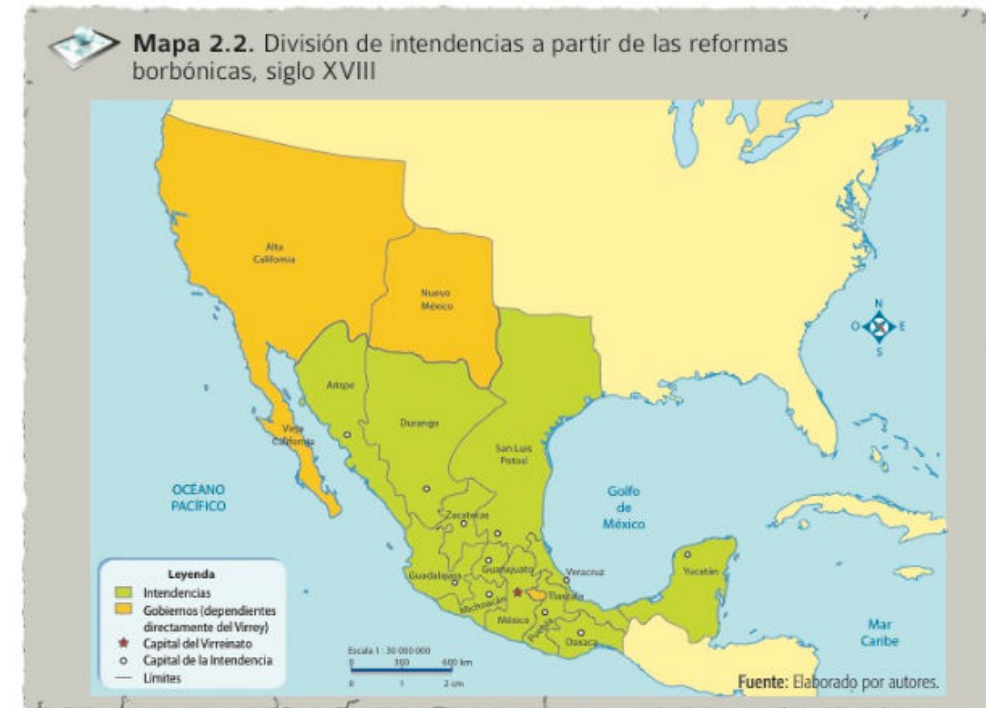 Mapa 2.2. División de intendencias a partir de las reformas
borbónicas, siglo XVIII
Alta
California
Nuevo
México
N
O E
S
Arispe
Durango
Vieja
California
San Luis
Potosí
OCÉANO
PACÍFICO
Golfo
de
México
Zacatecas
Guadalajara
Guanajuato
Veracruz
Yucatán
Michoacán
Tlaxcala
México
Puebla
Oaxaca
Mar
Caribe
Leyenda
Intendencias
Gobiernos (dependientes
directamente del Virrey)
Capital del Virreinato
Capital de la Intendencia
Límites
Escala 1 : 30 000 000
0 300 600 km
0 1 2 cm
Fuente: Elaborado por autores.